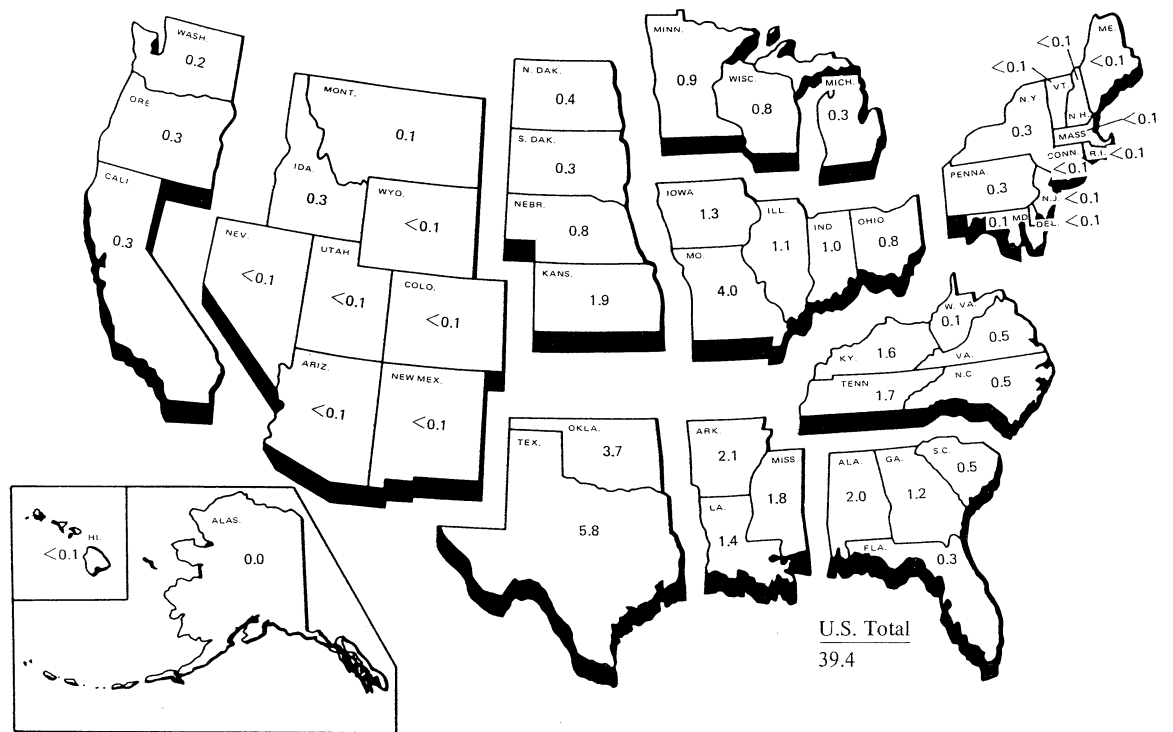 WASH.
0.2
ORE
0.3
CALI
0.3
MONT.
0.1
IDA.
0.3
WYO.
<0.1
NEV.
<0.1
UTAH
<0.1
COLO.
<0.1
ARIZ.
<0.1
NEW MEX.
<0.1
N. DAK.
0.4
S. DAK.
0.3
NEBR.
0.8
KANS.
1.9
MINN.
0.9
WISC.
0.8
MICH.
0.3
IOWA
1.3
MO.
4.0
ILL.
1.1
IND
1.0
OHIO
0.8
ME.
<0.1
<0.1
<0.1
VT.
N.H.
N.Y
0.3
MASS
<0.1
CONN.
<0.1
R.I.
<0.1
PENNA.
0.3
N.J.
<0.1
0.1
MD
DEL.
<0.1
W. VA.
0.1
VA.
0.5
KY.
1.6
TENN
1.7
N.C.
0.5
OKLA.
3.7
TEX.
5.8
ARK.
2.1
LA.
1.4
MISS
1.8
ALA.
2.0
GA.
1.2
S.C.
0.5
FLA.
0.3
HI.
<0.1
ALAS.
0.0
U.S. Total
39.4